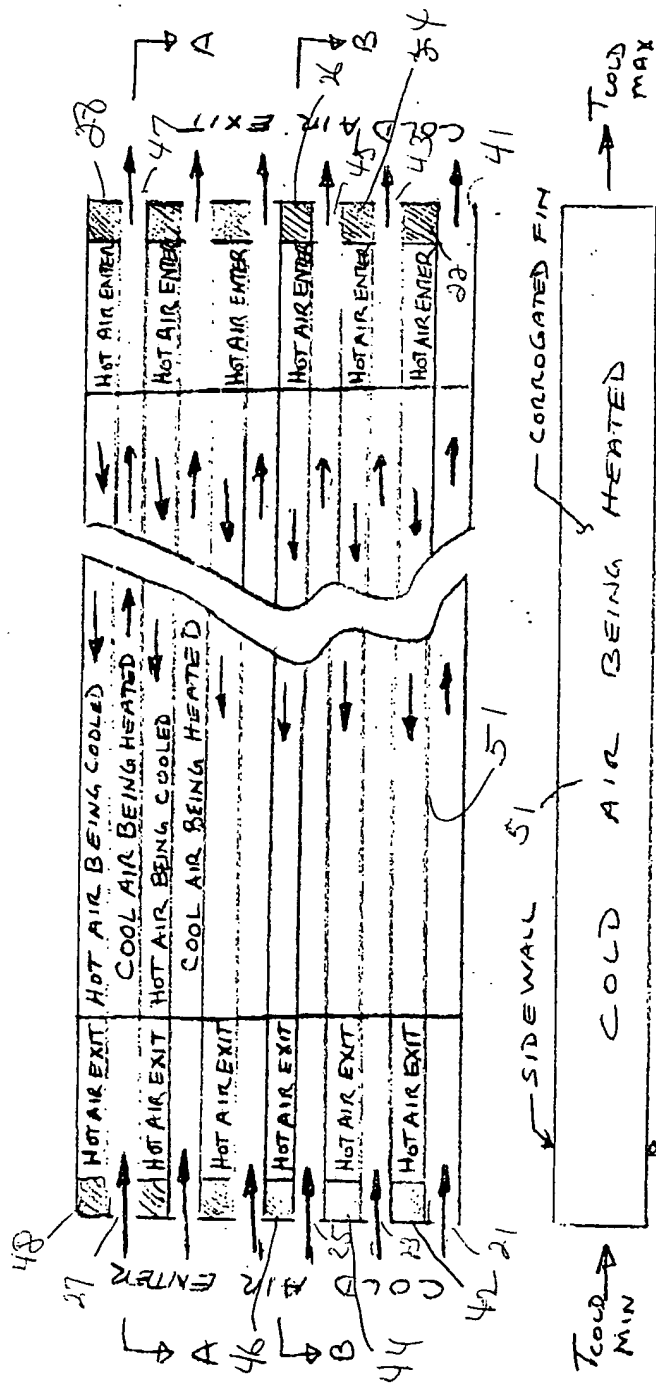 48
HOT AIR EXIT
HOT AIR BEING COOLED
HOT AIR ENTER
28
27
COOL AIR BEING HEATED
47
A
A
HOT AIR EXIT
HOT AIR BEING COOLED
HOT AIR ENTER
COLD AIR ENTER
COOL AIR BEING HEATED
COLD AIR EXIT
HOT AIR EXIT
HOT AIR ENTER
46
HOT AIR EXIT
HOT AIR ENTER
26
B
25
45
B
44
HOT AIR EXIT
HOT AIR ENTER
54
23
43
42
HOT AIR EXIT
HOT AIR ENTER
22
21
51
41
SIDEWALL
51
CORROGATED FIN
TCOLD MIN
COLD AIR BEING HEATED
TCOLD MAX